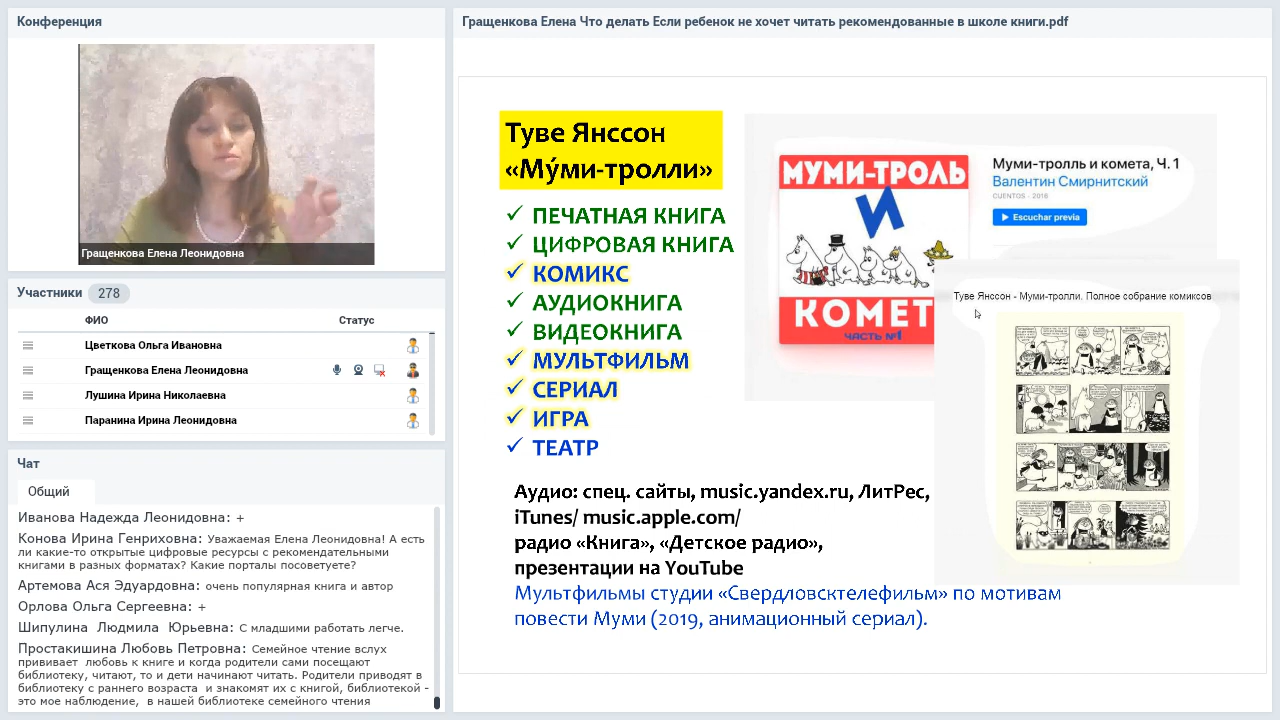 Конференция
Гращенкова Елена Леонидовна
Участники 278
ФИО Статус
Цветкова Ольга Ивановна
Гращенкова Елена Леонидовна
Лушина Ирина Николаевна
Паранина Ирина Леонидовна
Чат
Общий
Иванова Надежда Леонидовна: +
Конова Ирина Генриховна: Уважаемая Елена Леонидовна! А есть
ли какие-то открытые цифровые ресурсы с рекомендательными
книгами в разных форматах? Какие порталы посоветуете?
Артемова Ася Эдуардовна: очень популярная книга и автор
Орлова Ольга Сергеевна: +
Шипулина Людмила Юрьевна: С младшими работать легче.
Простакишина Любовь Петровна: Семейное чтение вслух
прививает любовь к книге и когда родители сами посещают
библиотеку, читают, то и дети начинают читать. Родители приводят в
библиотеку с раннего возраста и знакомят их с книгой, библиотекой -
это мое наблюдение, в нашей библиотеке семейного чтения
Гращенкова Елена Что делать Если ребенок не хочет читать рекомендованные в школе книги.pdf
Туве Янссон
«Му́ми-тролли»
✓ ПЕЧАТНАЯ КНИГА
✓ ЦИФРОВАЯ КНИГА
✓ КОМИКС
✓ АУДИОКНИГА
✓ ВИДЕОКНИГА
✓ МУЛЬТФИЛЬМ
✓ СЕРИАЛ
✓ ИГРА
✓ ТЕАТР
МУМИ-ТРОЛЬ
И
КОМЕТ
ЧАСТЬ №1
Муми-тролль и комета, Ч. 1
Валентин Смирнитский
CUENTOS · 2016
Escuchar previa
Туве Янссон - Муми-тролли. Полное собрание комиксов
Аудио: спец. сайты, music.yandex.ru, ЛитРес,
iTunes/ music.apple.com/
радио «Книга», «Детское радио»,
презентации на YouTube
Мультфильмы студии «Свердловсктелефильм» по мотивам
повести Муми (2019, анимационный сериал).